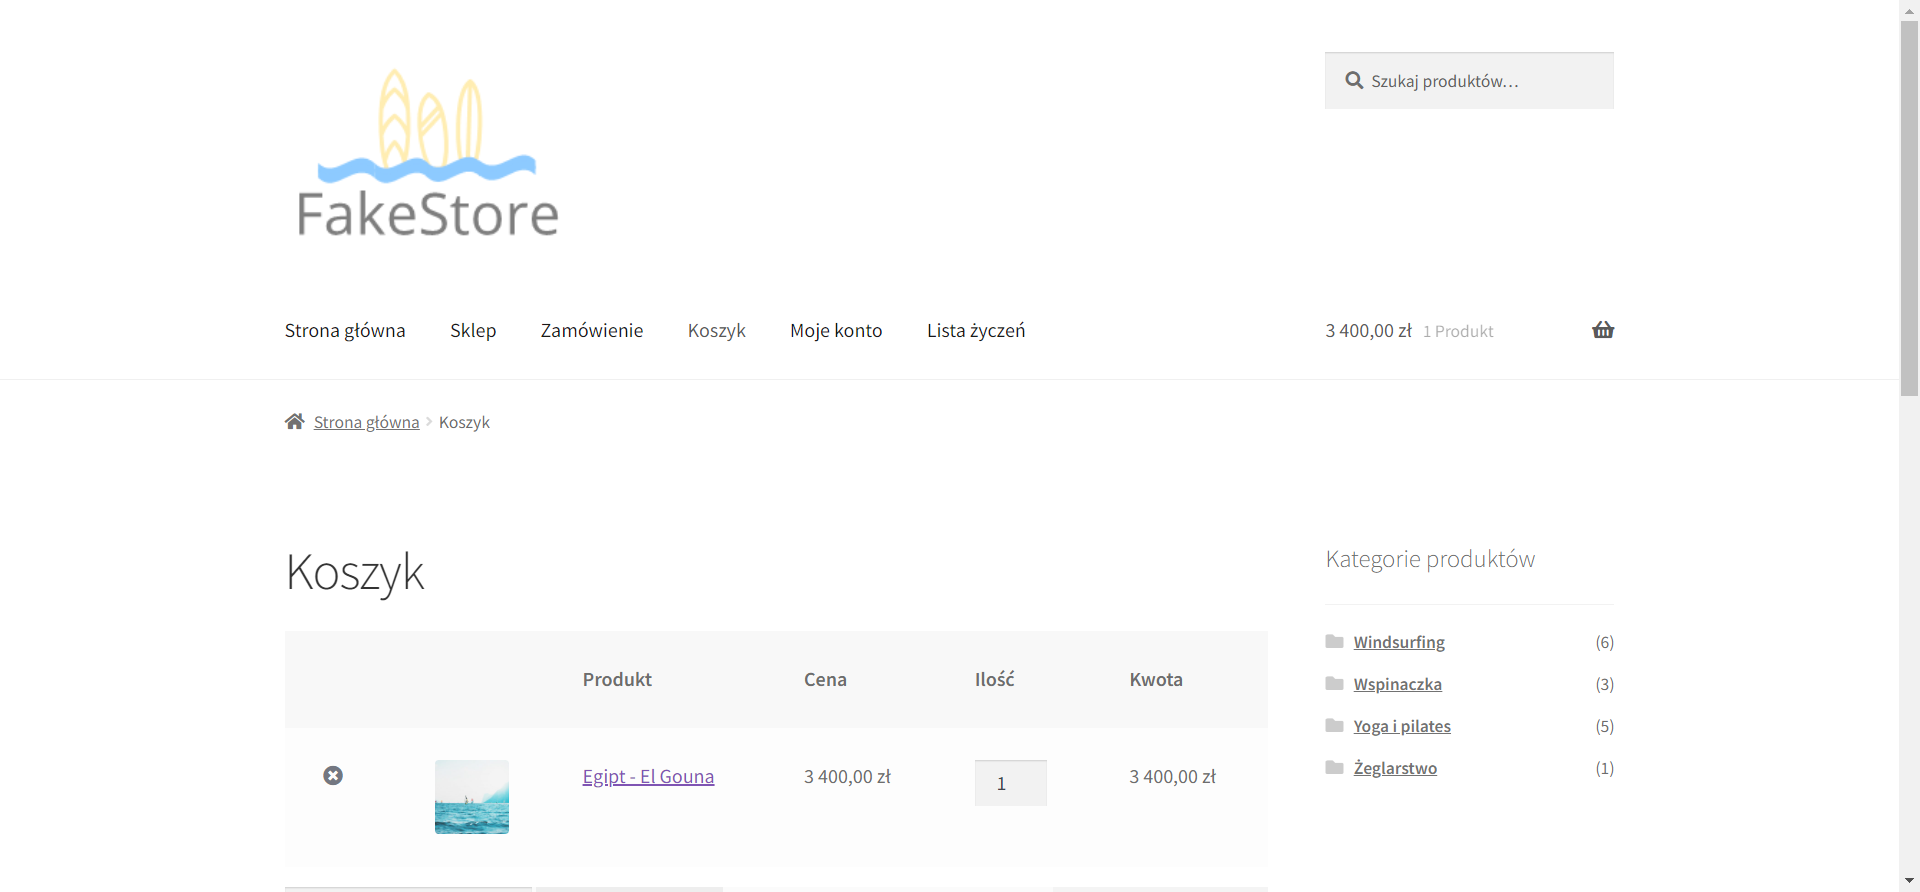 Szukaj produktów…
FakeStore
Strona główna Sklep Zamówienie Koszyk Moje konto Lista życzeń 3 400,00 zł 1 Produkt
Strona główna Koszyk
Koszyk
Produkt Cena Ilość Kwota
Egipt - El Gouna 3 400,00 zł 1 3 400,00 zł
Kategorie produktów
Windsurfing (6)
Wspinaczka (3)
Yoga i pilates (5)
Żeglarstwo (1)